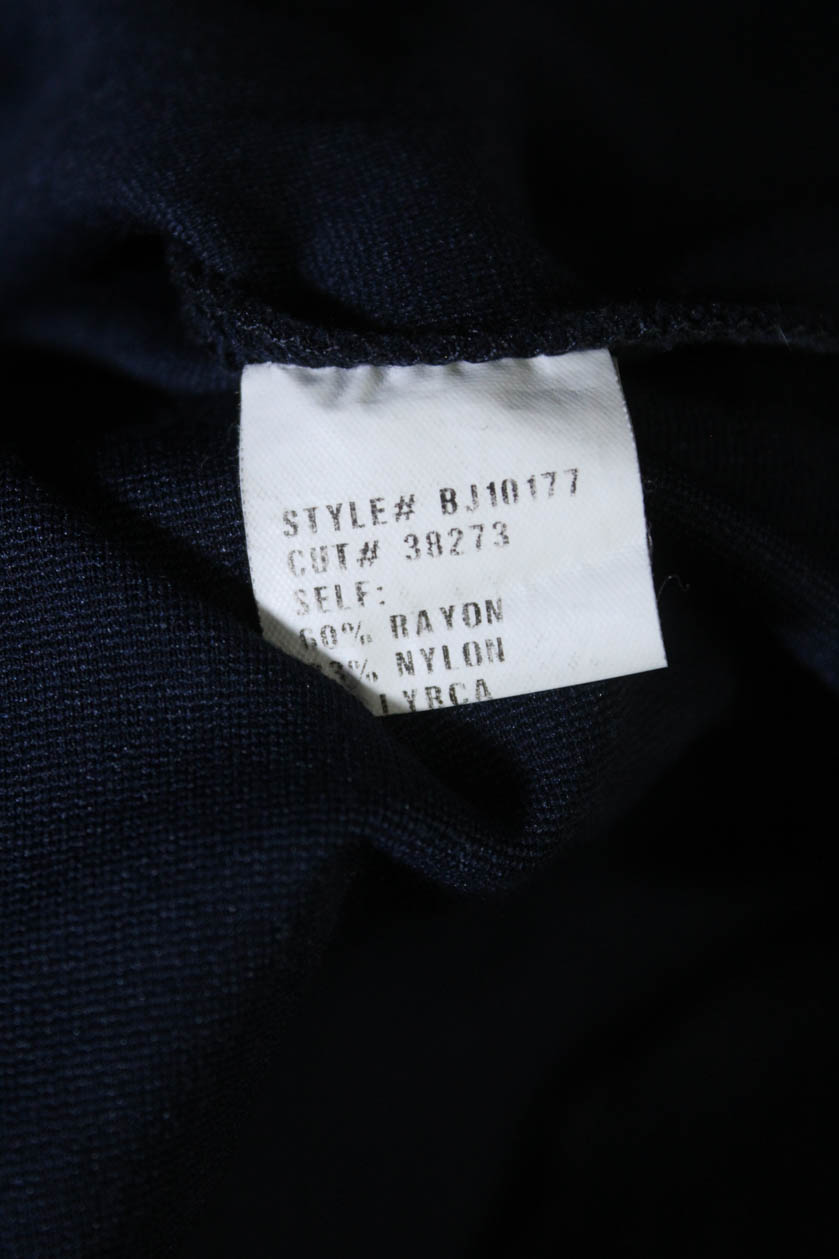 STYLE# BJ10177
CUT# 38273
SELF:
60% RAYON
NYLON
LYRCA